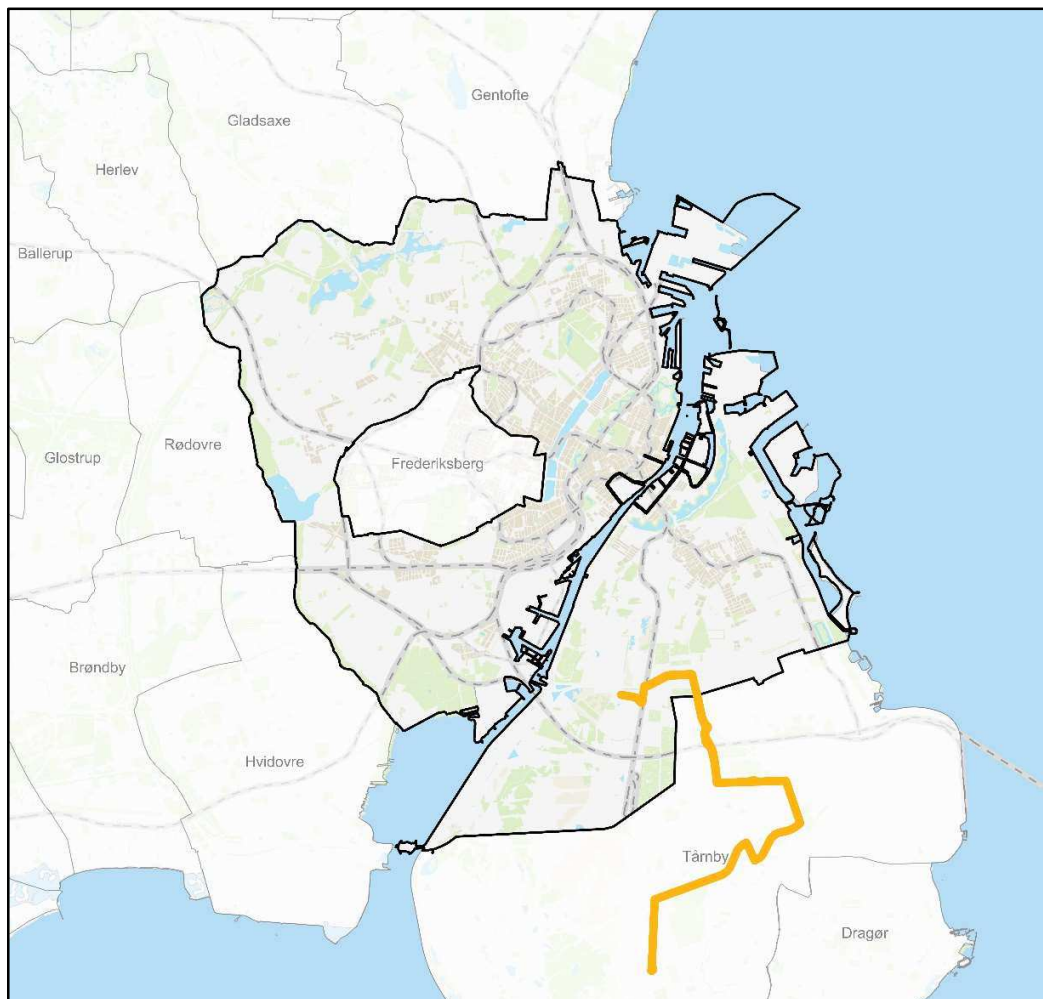 Gentofte
Gladsaxe
Herlev
Ballerup
Rødovre
Glostrup
Frederiksberg
Brøndby
Hvidovre
Tårnby
Dragør